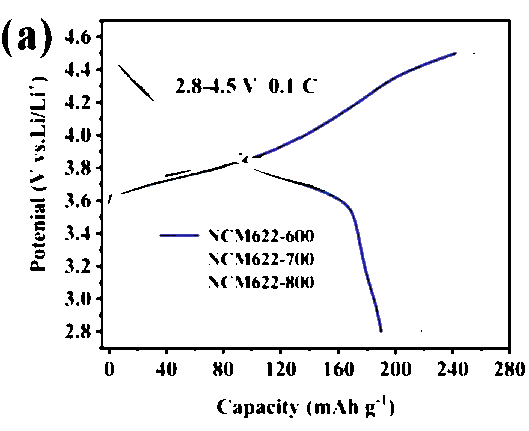 (a)
4.6
4.4
4.2
4.0
3.8
3.6
3.4
3.2
3.0
2.8
Potenial (V vs.Li/Li⁺)
2.8-4.5 V 0.1 C
NCM622-600
NCM622-700
NCM622-800
0 40 80 120 160 200 240 280
Capacity (mAh g⁻¹)